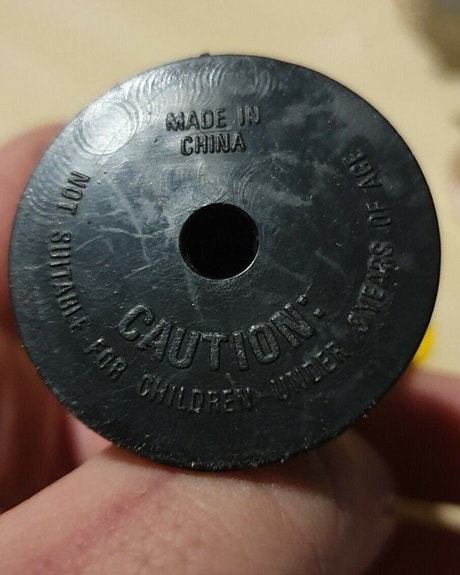 MADE IN
CHINA
CAUTION:
NOT SUITABLE FOR CHILDREN UNDER 3 YEARS OF AGE